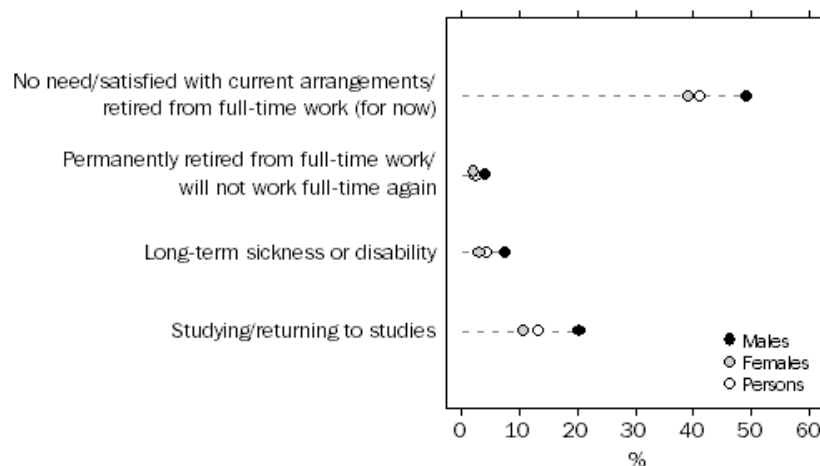 No need/satisfied with current arrangements/
retired from full-time work (for now)
Permanently retired from full-time work/
will not work full-time again
Long-term sickness or disability
Studying/returning to studies
Males
Females
Persons
0 10 20 30 40 50 60
%